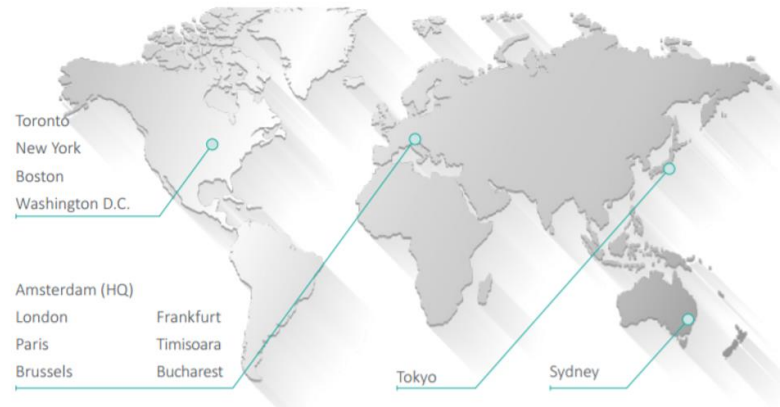 Toronto
New York
Boston
Washington D.C.
Amsterdam (HQ)
London Frankfurt
Paris Timisoara
Brussels Bucharest
Tokyo
Sydney